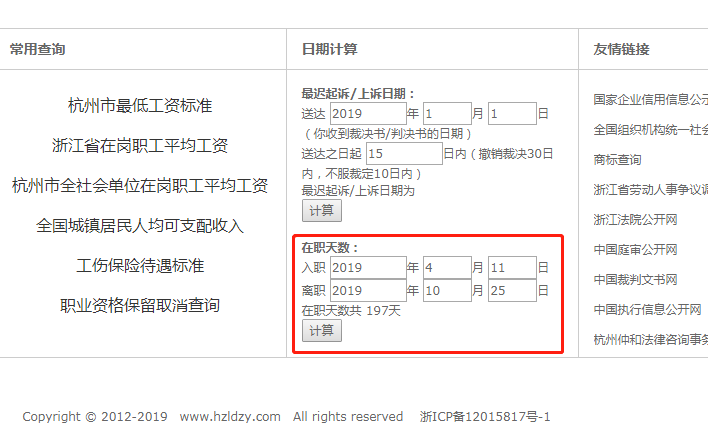 常用查询
杭州市最低工资标准
浙江省在岗职工平均工资
杭州市全社会单位在岗职工平均工资
全国城镇居民人均可支配收入
工伤保险待遇标准
职业资格保留取消查询
日期计算
最迟起诉/上诉日期：
送达 2019 年 1 月 1 日
（你收到裁决书/判决书的日期）
送达之日起 15 日内（撤销裁决30日
内，不服裁定10日内）
最迟起诉/上诉日期为
计算
在职天数：
入职 2019 年 4 月 11 日
离职 2019 年 10 月 25 日
在职天数共 197天
计算
友情链接
国家企业信用信息公示
全国组织机构统一社会
商标查询
浙江省劳动人事争议调
浙江法院公开网
中国庭审公开网
中国裁判文书网
中国执行信息公开网
杭州仲和法律咨询事务
Copyright © 2012-2019 www.hzldzy.com All rights reserved 浙ICP备12015817号-1